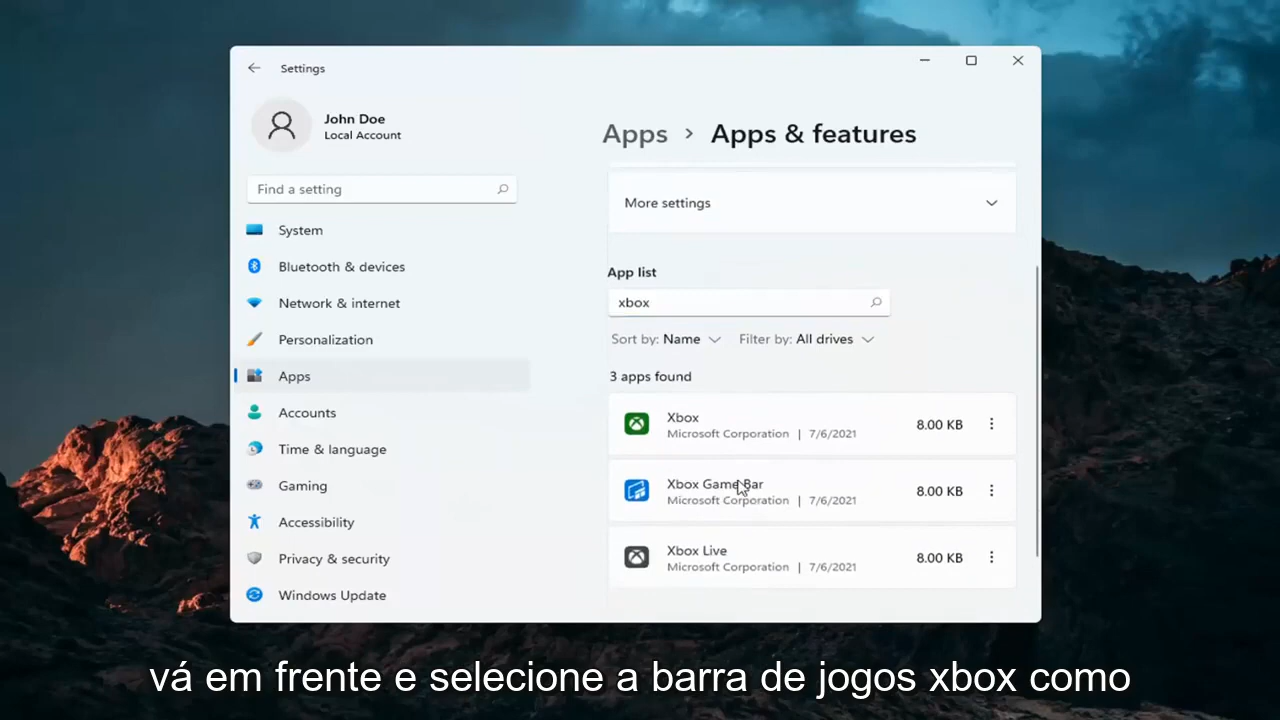 Settings
John Doe
Local Account
Find a setting
System
Bluetooth & devices
Network & internet
Personalization
Apps
Accounts
Time & language
Gaming
Accessibility
Privacy & security
Windows Update
Apps > Apps & features
More settings
App list
xbox
Sort by: Name Filter by: All drives
3 apps found
Xbox
Microsoft Corporation | 7/6/2021
8.00 KB
Xbox Game Bar
Microsoft Corporation | 7/6/2021
8.00 KB
Xbox Live
Microsoft Corporation | 7/6/2021
8.00 KB
vá em frente e selecione a barra de jogos xbox como